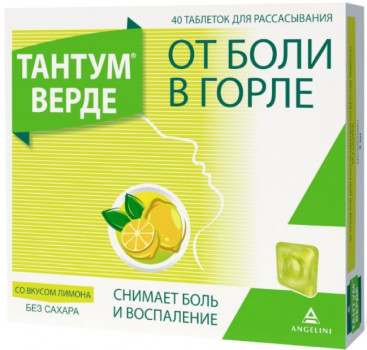 40 ТАБЛЕТОК ДЛЯ РАССАСЫВАНИЯ
ТАНТУМ®
ВЕРДЕ
ОТ БОЛИ
В ГОРЛЕ
СО ВКУСОМ ЛИМОНА
БЕЗ САХАРА
СНИМАЕТ БОЛЬ
И ВОСПАЛЕНИЕ
ANGELINI